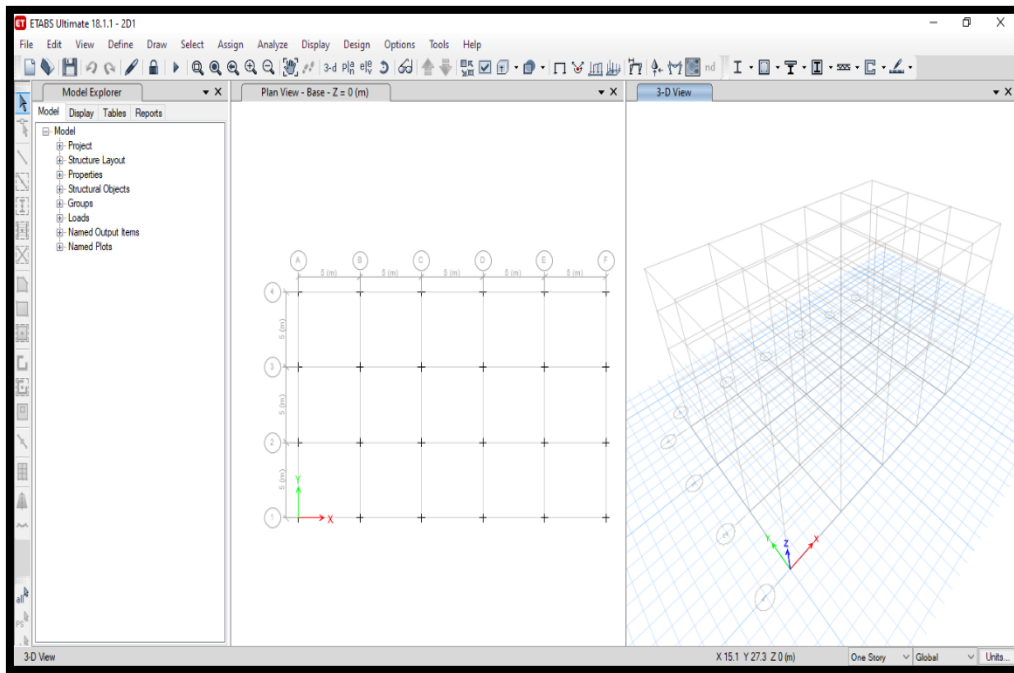 ETABS Ultimate 18.1.1 - 2D1
File Edit View Define Draw Select Assign Analyze Display Design Options Tools Help
3-d nd
Model Explorer
Model Display Tables Reports
Model
Project
Structure Layout
Properties
Structural Objects
Groups
Loads
Named Output Items
Named Plots
all
ps
Plan View - Base - Z = 0 (m)
A B C D E F
5 (m) 5 (m) 5 (m) 5 (m) 5 (m)
4
5 (m)
3
5 (m)
2
5 (m)
1
Y
X
3-D View
Y Z X
3-D View
X 15.1 Y 27.3 Z 0 (m)
One Story
Global
Units...